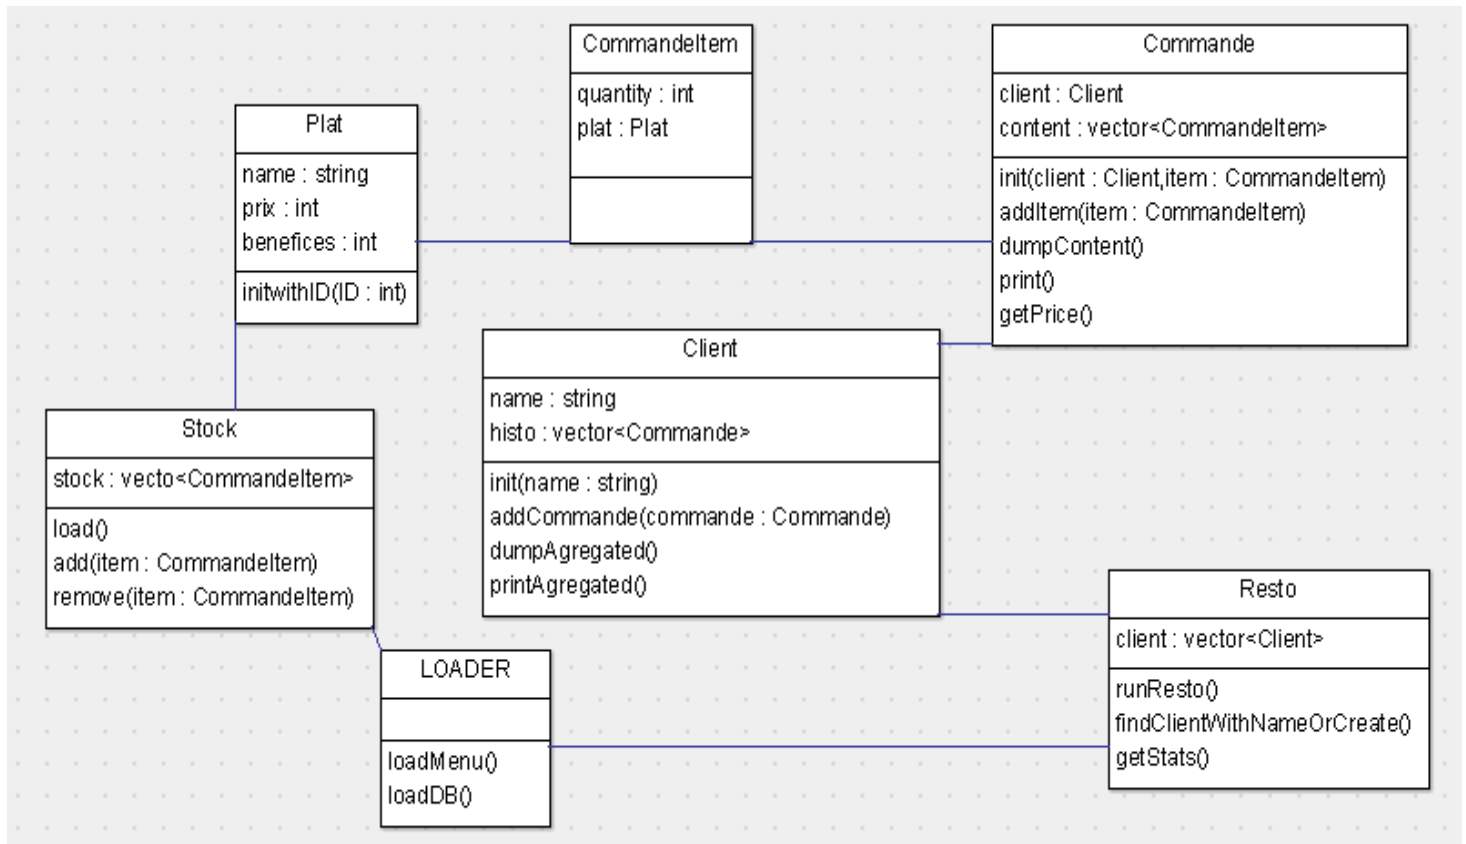 CommandeItem
quantity : int
plat : Plat
Commande
client : Client
content : vector<CommandeItem>
init(client : Client,item : CommandeItem)
addItem(item : CommandeItem)
dumpContent()
print()
getPrice()
Plat
name : string
prix : int
benefices : int
initwithID(ID : int)
Client
name : string
histo : vector<Commande>
init(name : string)
addCommande(commande : Commande)
dumpAgregated()
printAgregated()
Stock
stock : vecto<CommandeItem>
load()
add(item : CommandeItem)
remove(item : CommandeItem)
LOADER
loadMenu()
loadDB()
Resto
client : vector<Client>
runResto()
findClientWithNameOrCreate()
getStats()